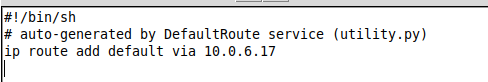 #!/bin/sh
# auto-generated by DefaultRoute service (utility.py)
ip route add default via 10.0.6.17